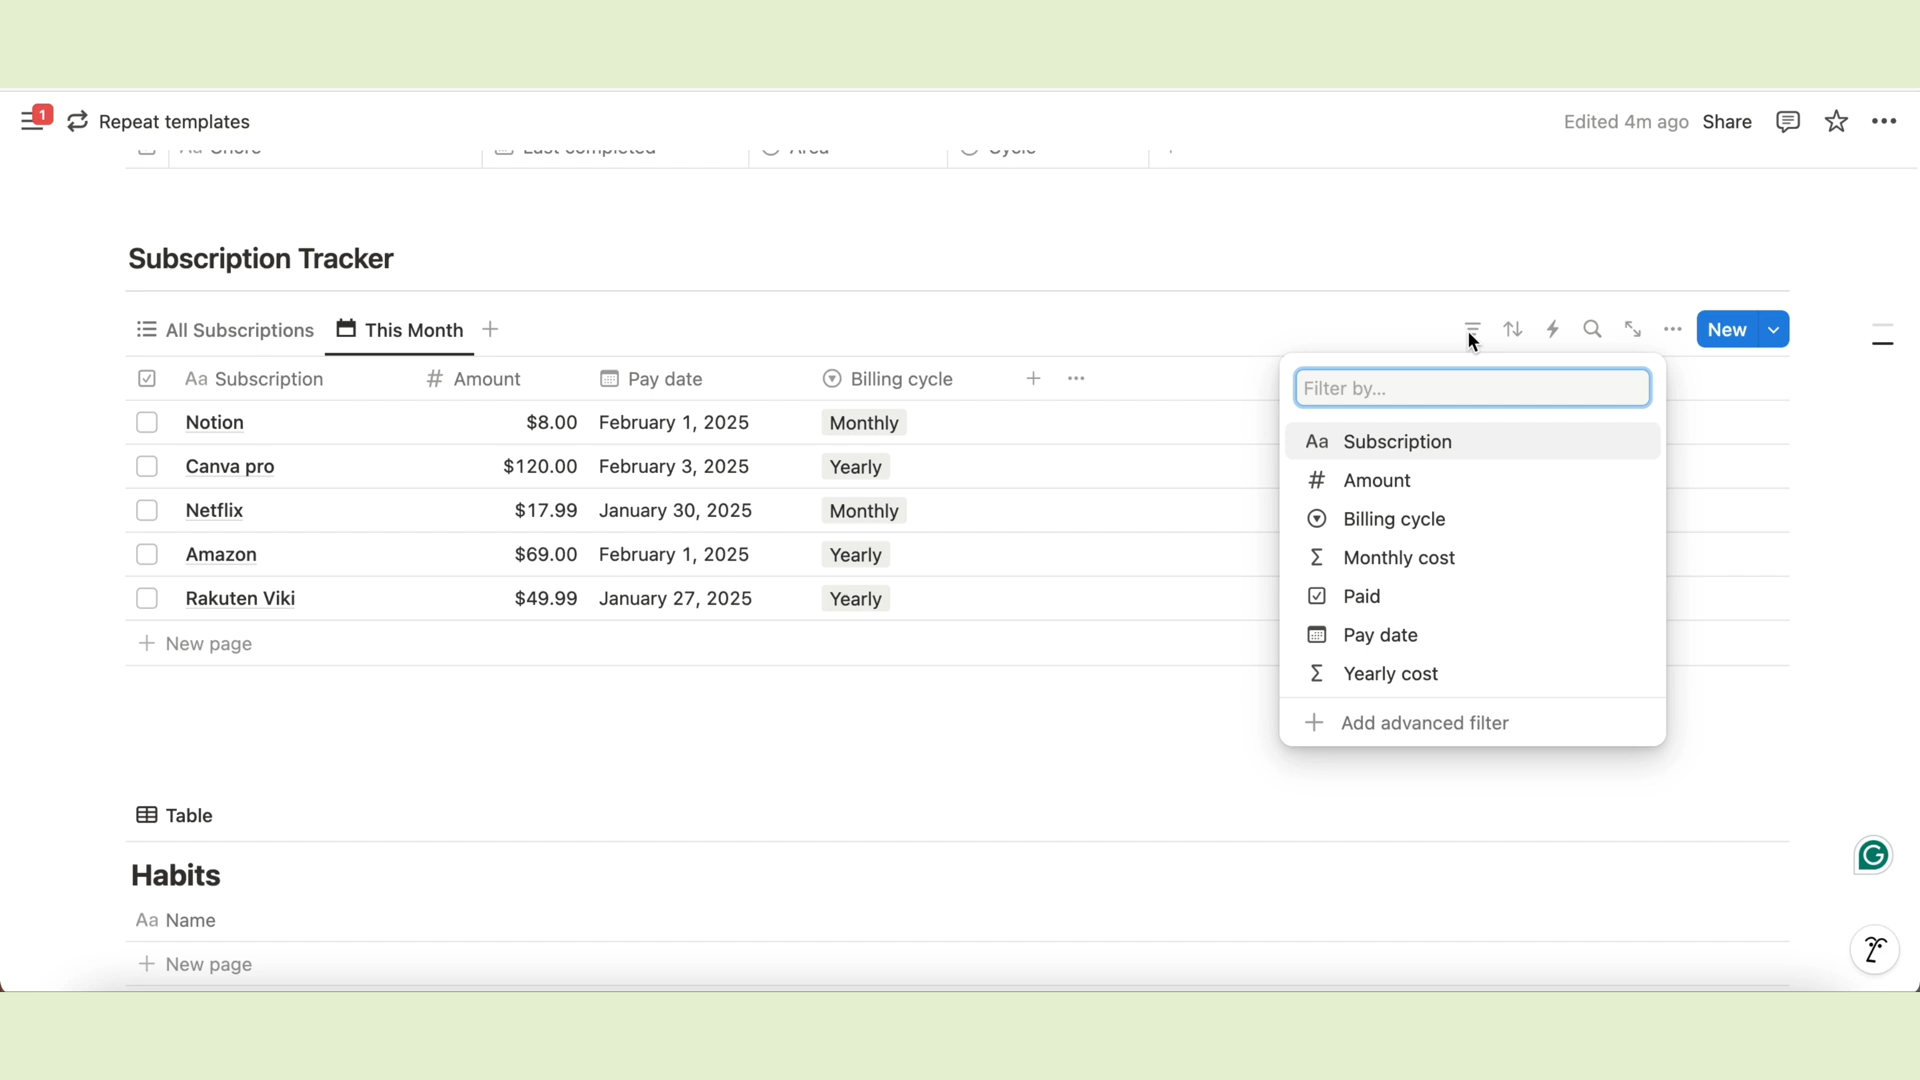 1
Repeat templates
Edited 4m ago Share
Last completed
Subscription Tracker
All Subscriptions This Month
New
Aa Subscription # Amount Pay date Billing cycle
Notion $8.00 February 1, 2025 Monthly
Canva pro $120.00 February 3, 2025 Yearly
Netflix $17.99 January 30, 2025 Monthly
Amazon $69.00 February 1, 2025 Yearly
Rakuten Viki $49.99 January 27, 2025 Yearly
+ New page
Filter by...
Aa Subscription
# Amount
Billing cycle
Σ Monthly cost
Paid
Pay date
Σ Yearly cost
+ Add advanced filter
Table
Habits
Aa Name
+ New page
G